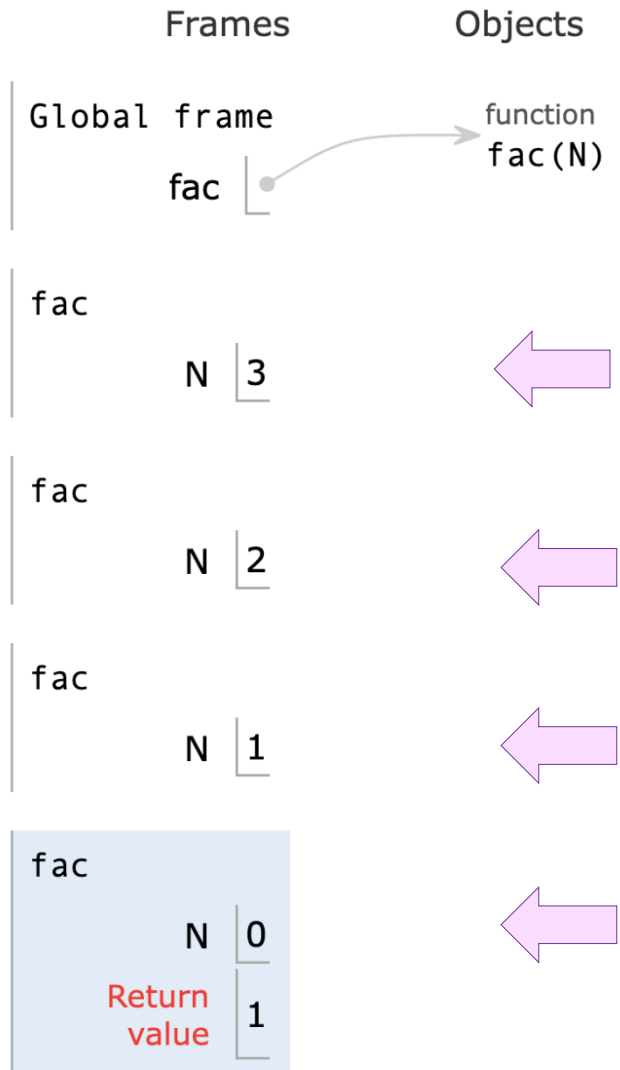 Frames Objects
Global frame
function
fac(N)
fac
fac
N 3
fac
N 2
fac
N 1
fac
N 0
Return
value
1